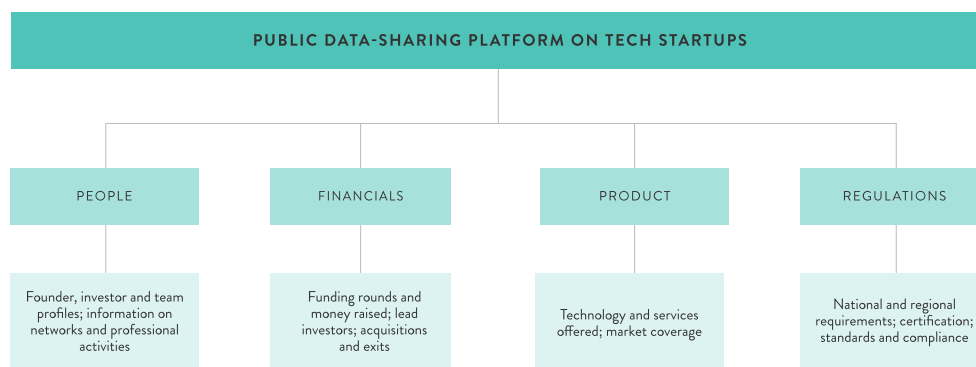 PUBLIC DATA-SHARING PLATFORM ON TECH STARTUPS
PEOPLE
FINANCIALS
PRODUCT
REGULATIONS
Founder, investor and team
profiles; information on
networks and professional
activities
Funding rounds and
money raised; lead
investors; acquisitions
and exits
Technology and services
offered; market coverage
National and regional
requirements; certification;
standards and compliance